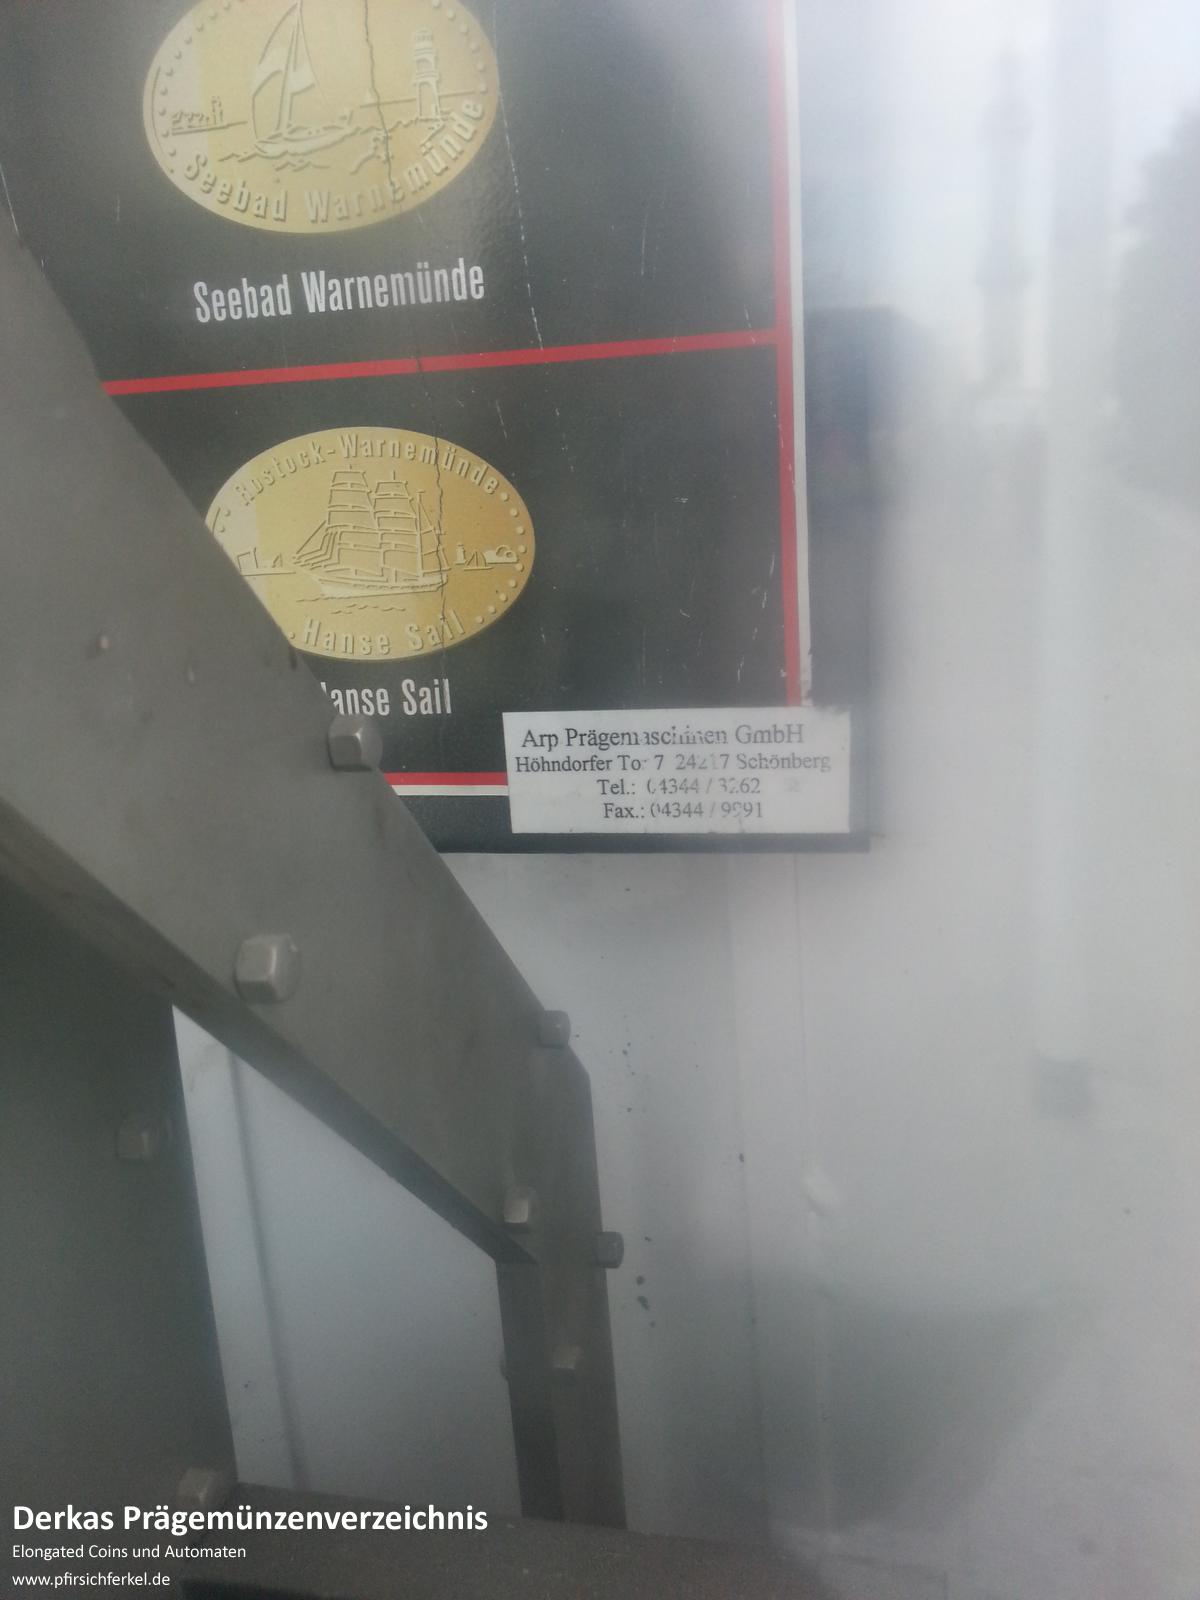 Seebad Warnemünde
Seebad Warnemünde
Rostock-Warnemünde
Hanse Sail
Hanse Sail
Arp Prägemaschinen GmbH
Höhndorfer Tor 7 24217 Schönberg
Tel.: 04344 / 3262
Fax.: 04344 / 9991
Derkas Prägemünzenverzeichnis
Elongated Coins und Automaten
www.pfirsichferkel.de